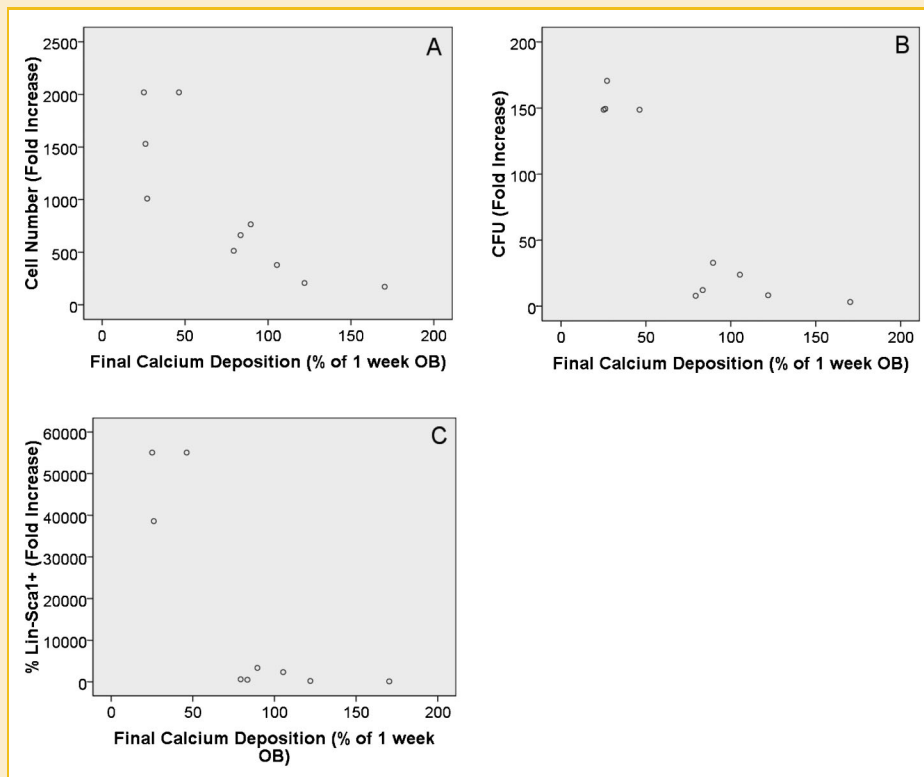 A
Cell Number (Fold Increase)
2500
2000
1500
1000
500
0
0 50 100 150 200
Final Calcium Deposition (% of 1 week OB)
B
CFU (Fold Increase)
200
150
100
50
0
0 50 100 150 200
Final Calcium Deposition (% of 1 week OB)
C
% Lin-Sca1+ (Fold Increase)
60000
50000
40000
30000
20000
10000
0
0 50 100 150 200
Final Calcium Deposition (% of 1 week
OB)